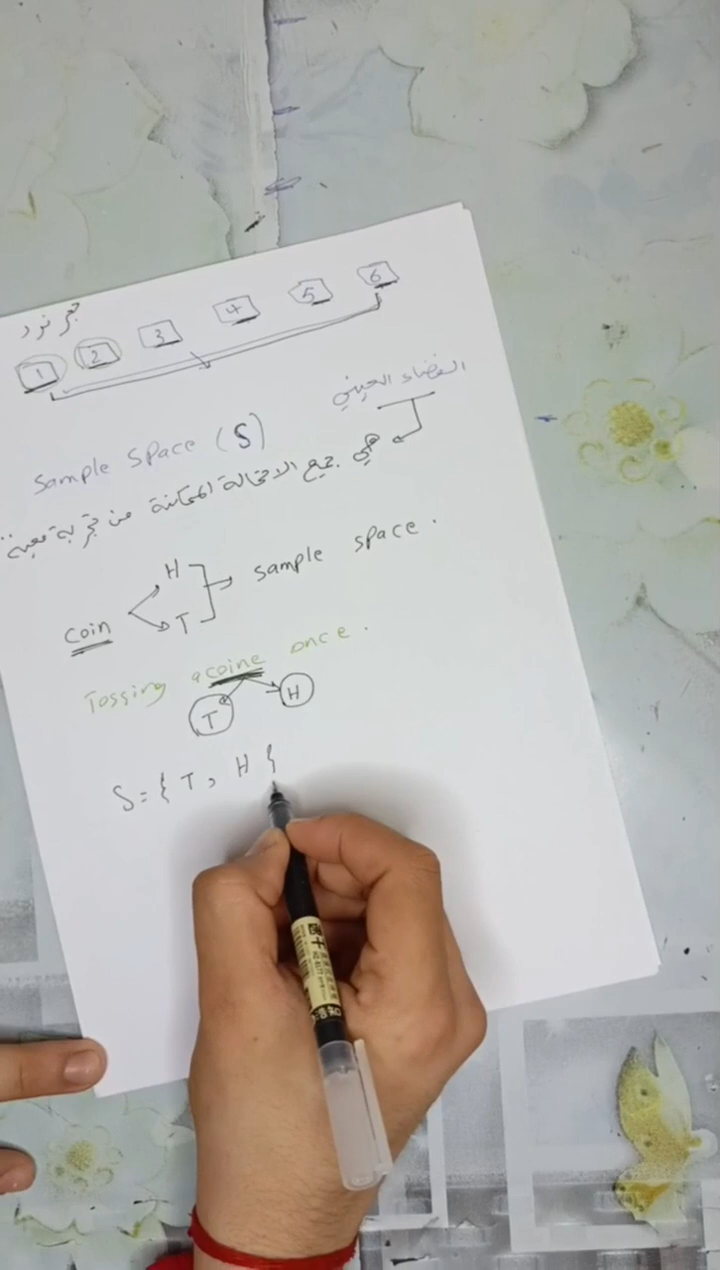 حجر نرد
1 2 3 4 5 6
الفضاء العيني
Sample Space (S)
هي جميع الاحتمالات الممكنة من تجربة معينة
Coin H T sample space.
Tossing a coine once.
T H
S = { T , H }